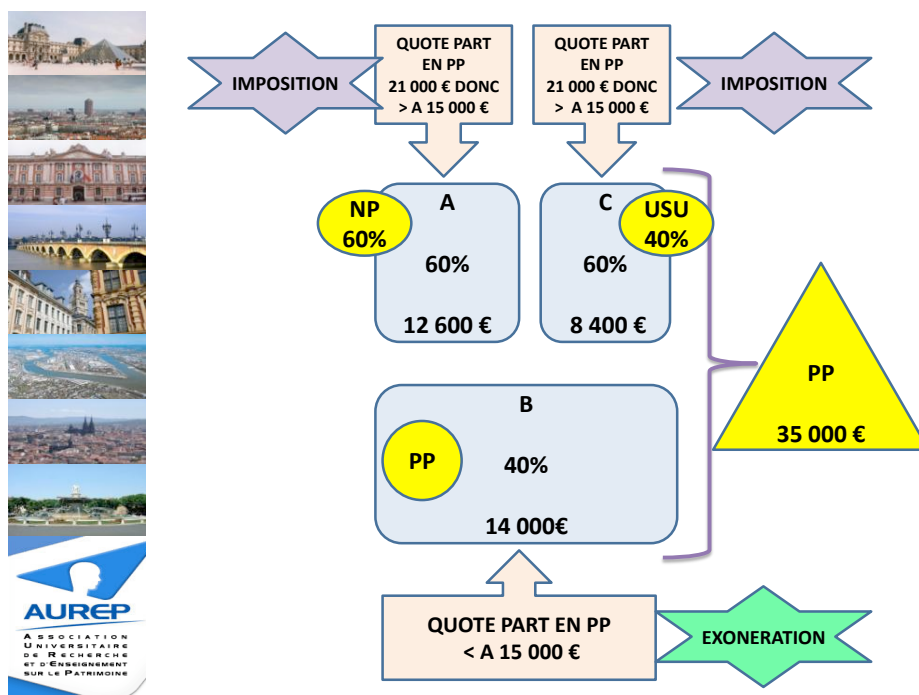 IMPOSITION
QUOTE PART
EN PP
21 000 € DONC
> A 15 000 €
QUOTE PART
EN PP
21 000 € DONC
> A 15 000 €
IMPOSITION
NP
60%
A
60%
12 600 €
C
60%
8 400 €
USU
40%
PP
35 000 €
B
PP
40%
14 000€
QUOTE PART EN PP
< A 15 000 €
EXONERATION
AUREP
ASSOCIATION
UNIVERSITAIRE
DE RECHERCHE
ET D'ENSEIGNEMENT
SUR LE PATRIMOINE